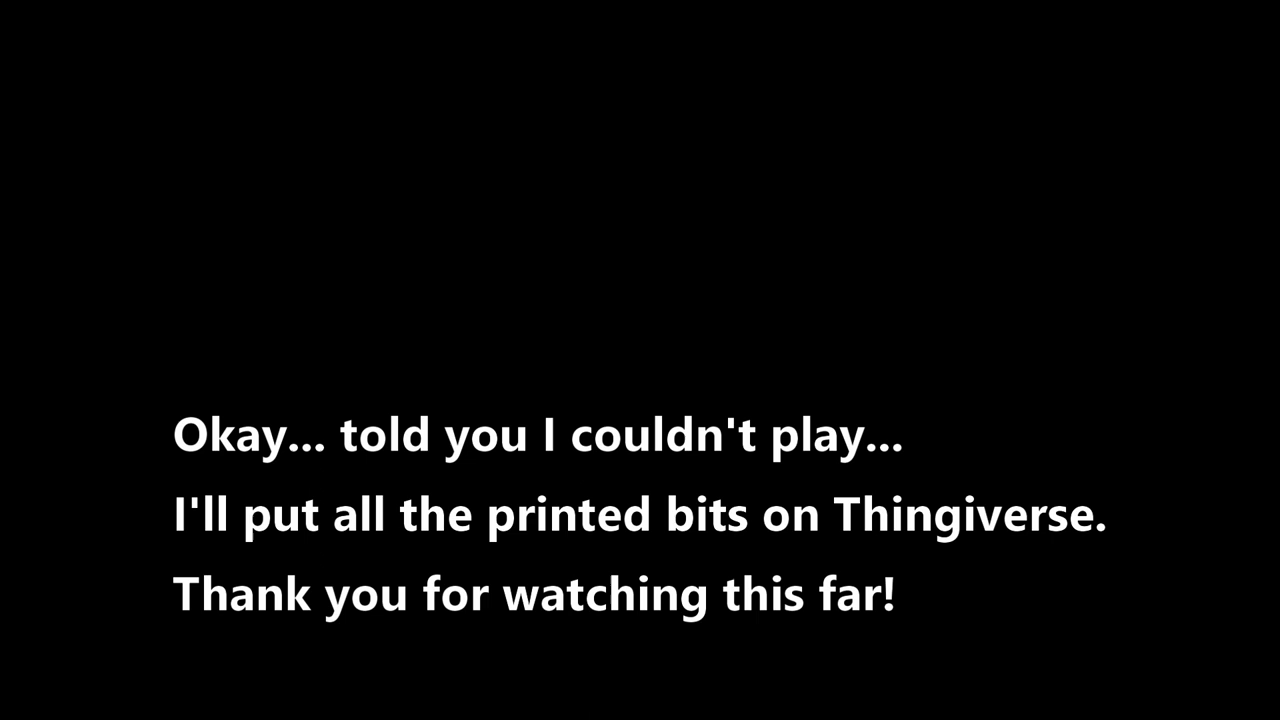 Okay... told you I couldn't play...
I'll put all the printed bits on Thingiverse.
Thank you for watching this far!